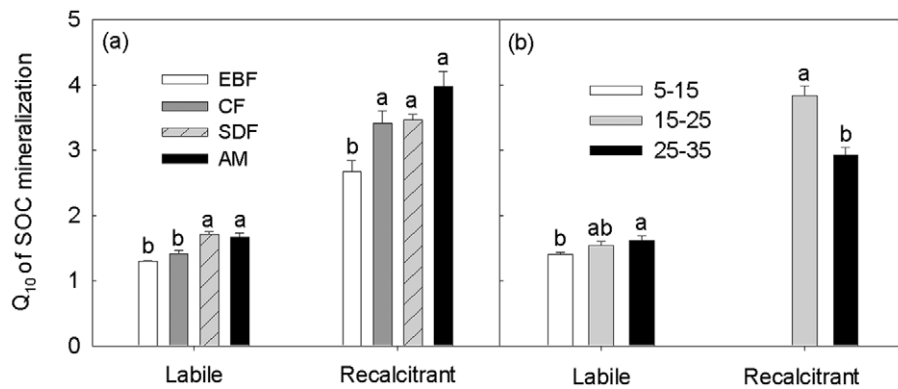 Q10 of SOC mineralization
5
4
3
2
1
0
(a)
EBF
CF
SDF
AM
b b a a
b a a a
Labile Recalcitrant
(b)
5-15
15-25
25-35
b ab a
a b
Labile Recalcitrant